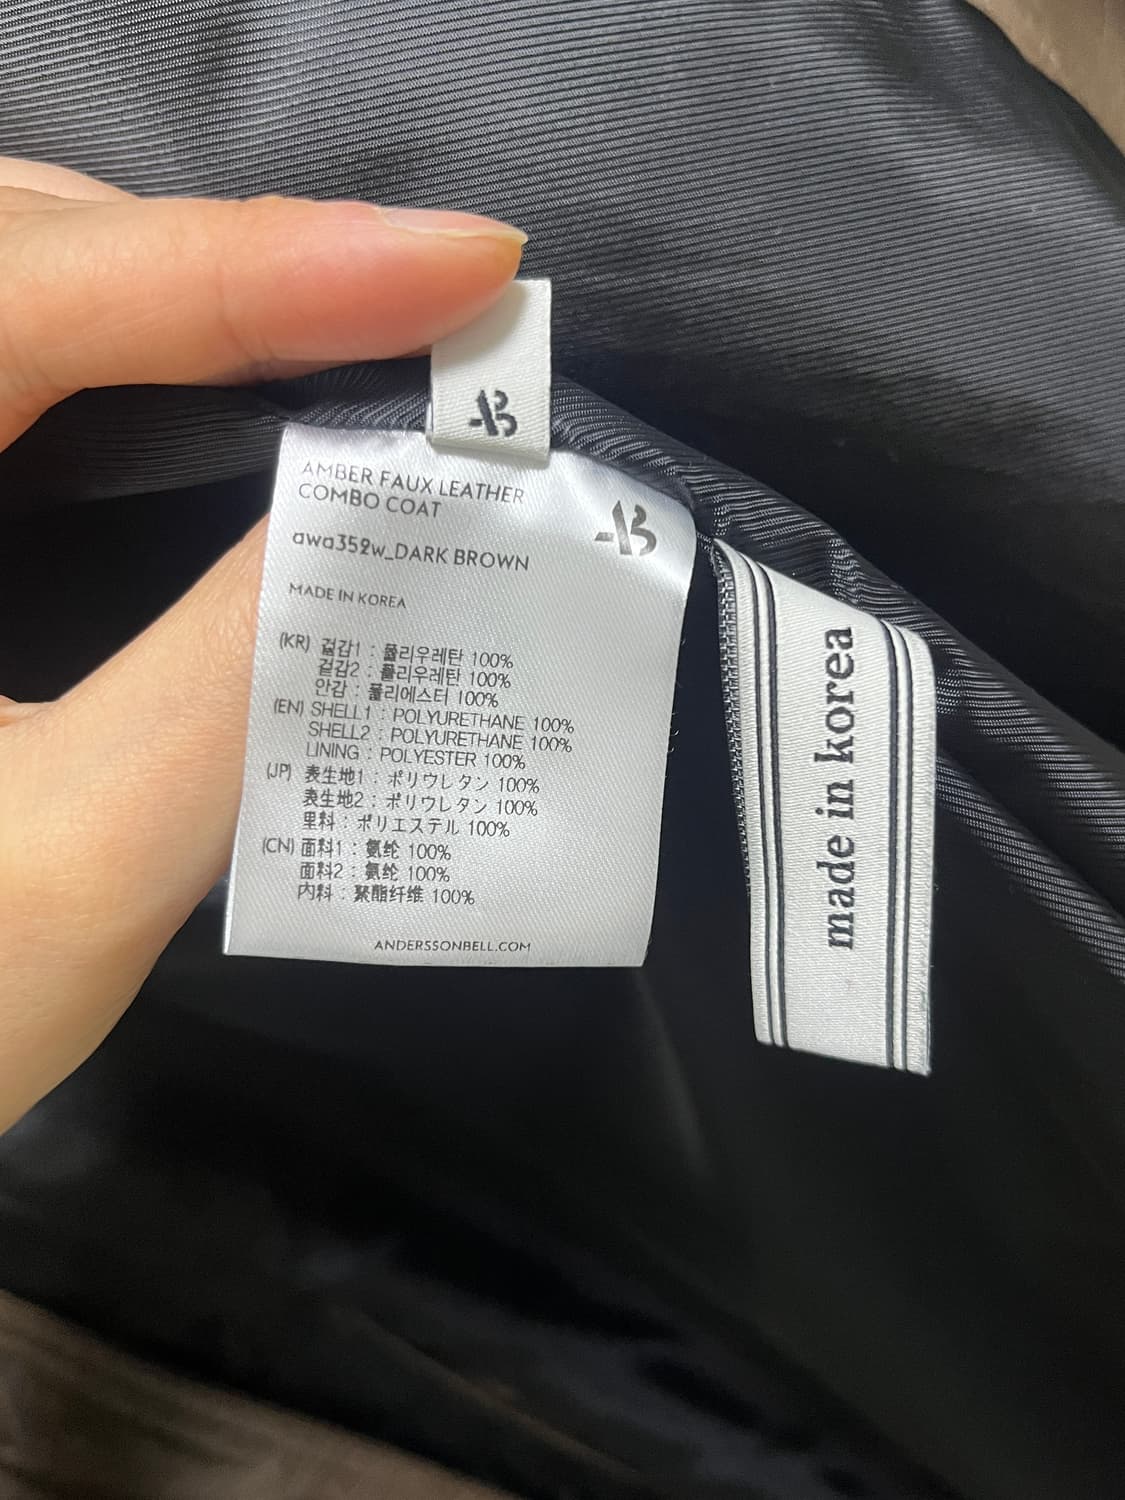 AB
AMBER FAUX LEATHER
COMBO COAT
AB
awa352w_DARK BROWN
MADE IN KOREA
(KR) 겉감1 : 폴리우레탄 100%
겉감2 : 폴리우레탄 100%
안감 : 폴리에스터 100%
(EN) SHELL1 : POLYURETHANE 100%
SHELL2 : POLYURETHANE 100%
LINING : POLYESTER 100%
(JP) 表生地1 : ポリウレタン 100%
表生地2 : ポリウレタン 100%
里料 : ポリエステル 100%
(CN) 面料1 : 氨纶 100%
面料2 : 氨纶 100%
内料 : 聚酯纤维 100%
ANDERSSONBELL.COM
made in korea